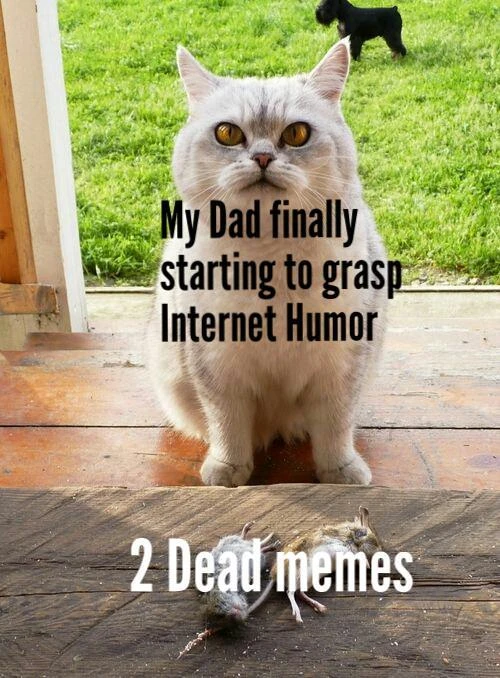 My Dad finally
starting to grasp
Internet Humor
2 Dead memes